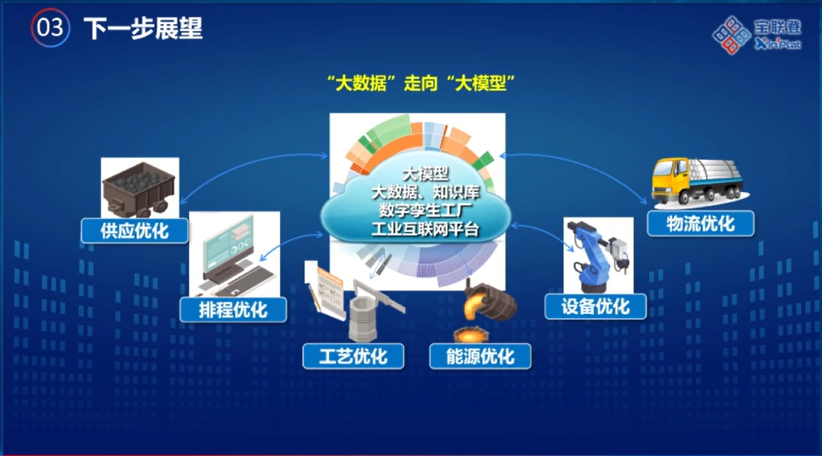 03 下一步展望
宝联登
XiniPLat
“大数据”走向“大模型”
大模型
大数据、知识库
数字孪生工厂
工业互联网平台
供应优化
物流优化
排程优化
设备优化
工艺优化
能源优化